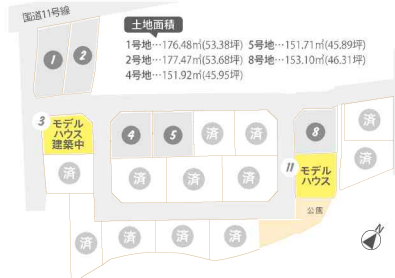 国道11号線
土地面積
1号地…176.48㎡(53.38坪) 5号地…151.71㎡(45.89坪)
2号地…177.47㎡(53.68坪) 8号地…153.10㎡(46.31坪)
4号地…151.92㎡(45.95坪)
1
2
3
モデル
ハウス
建築中
4
5
済
済
8
済
済
済
済
済
済
11
モデル
ハウス
済
公園
済
済
済
済